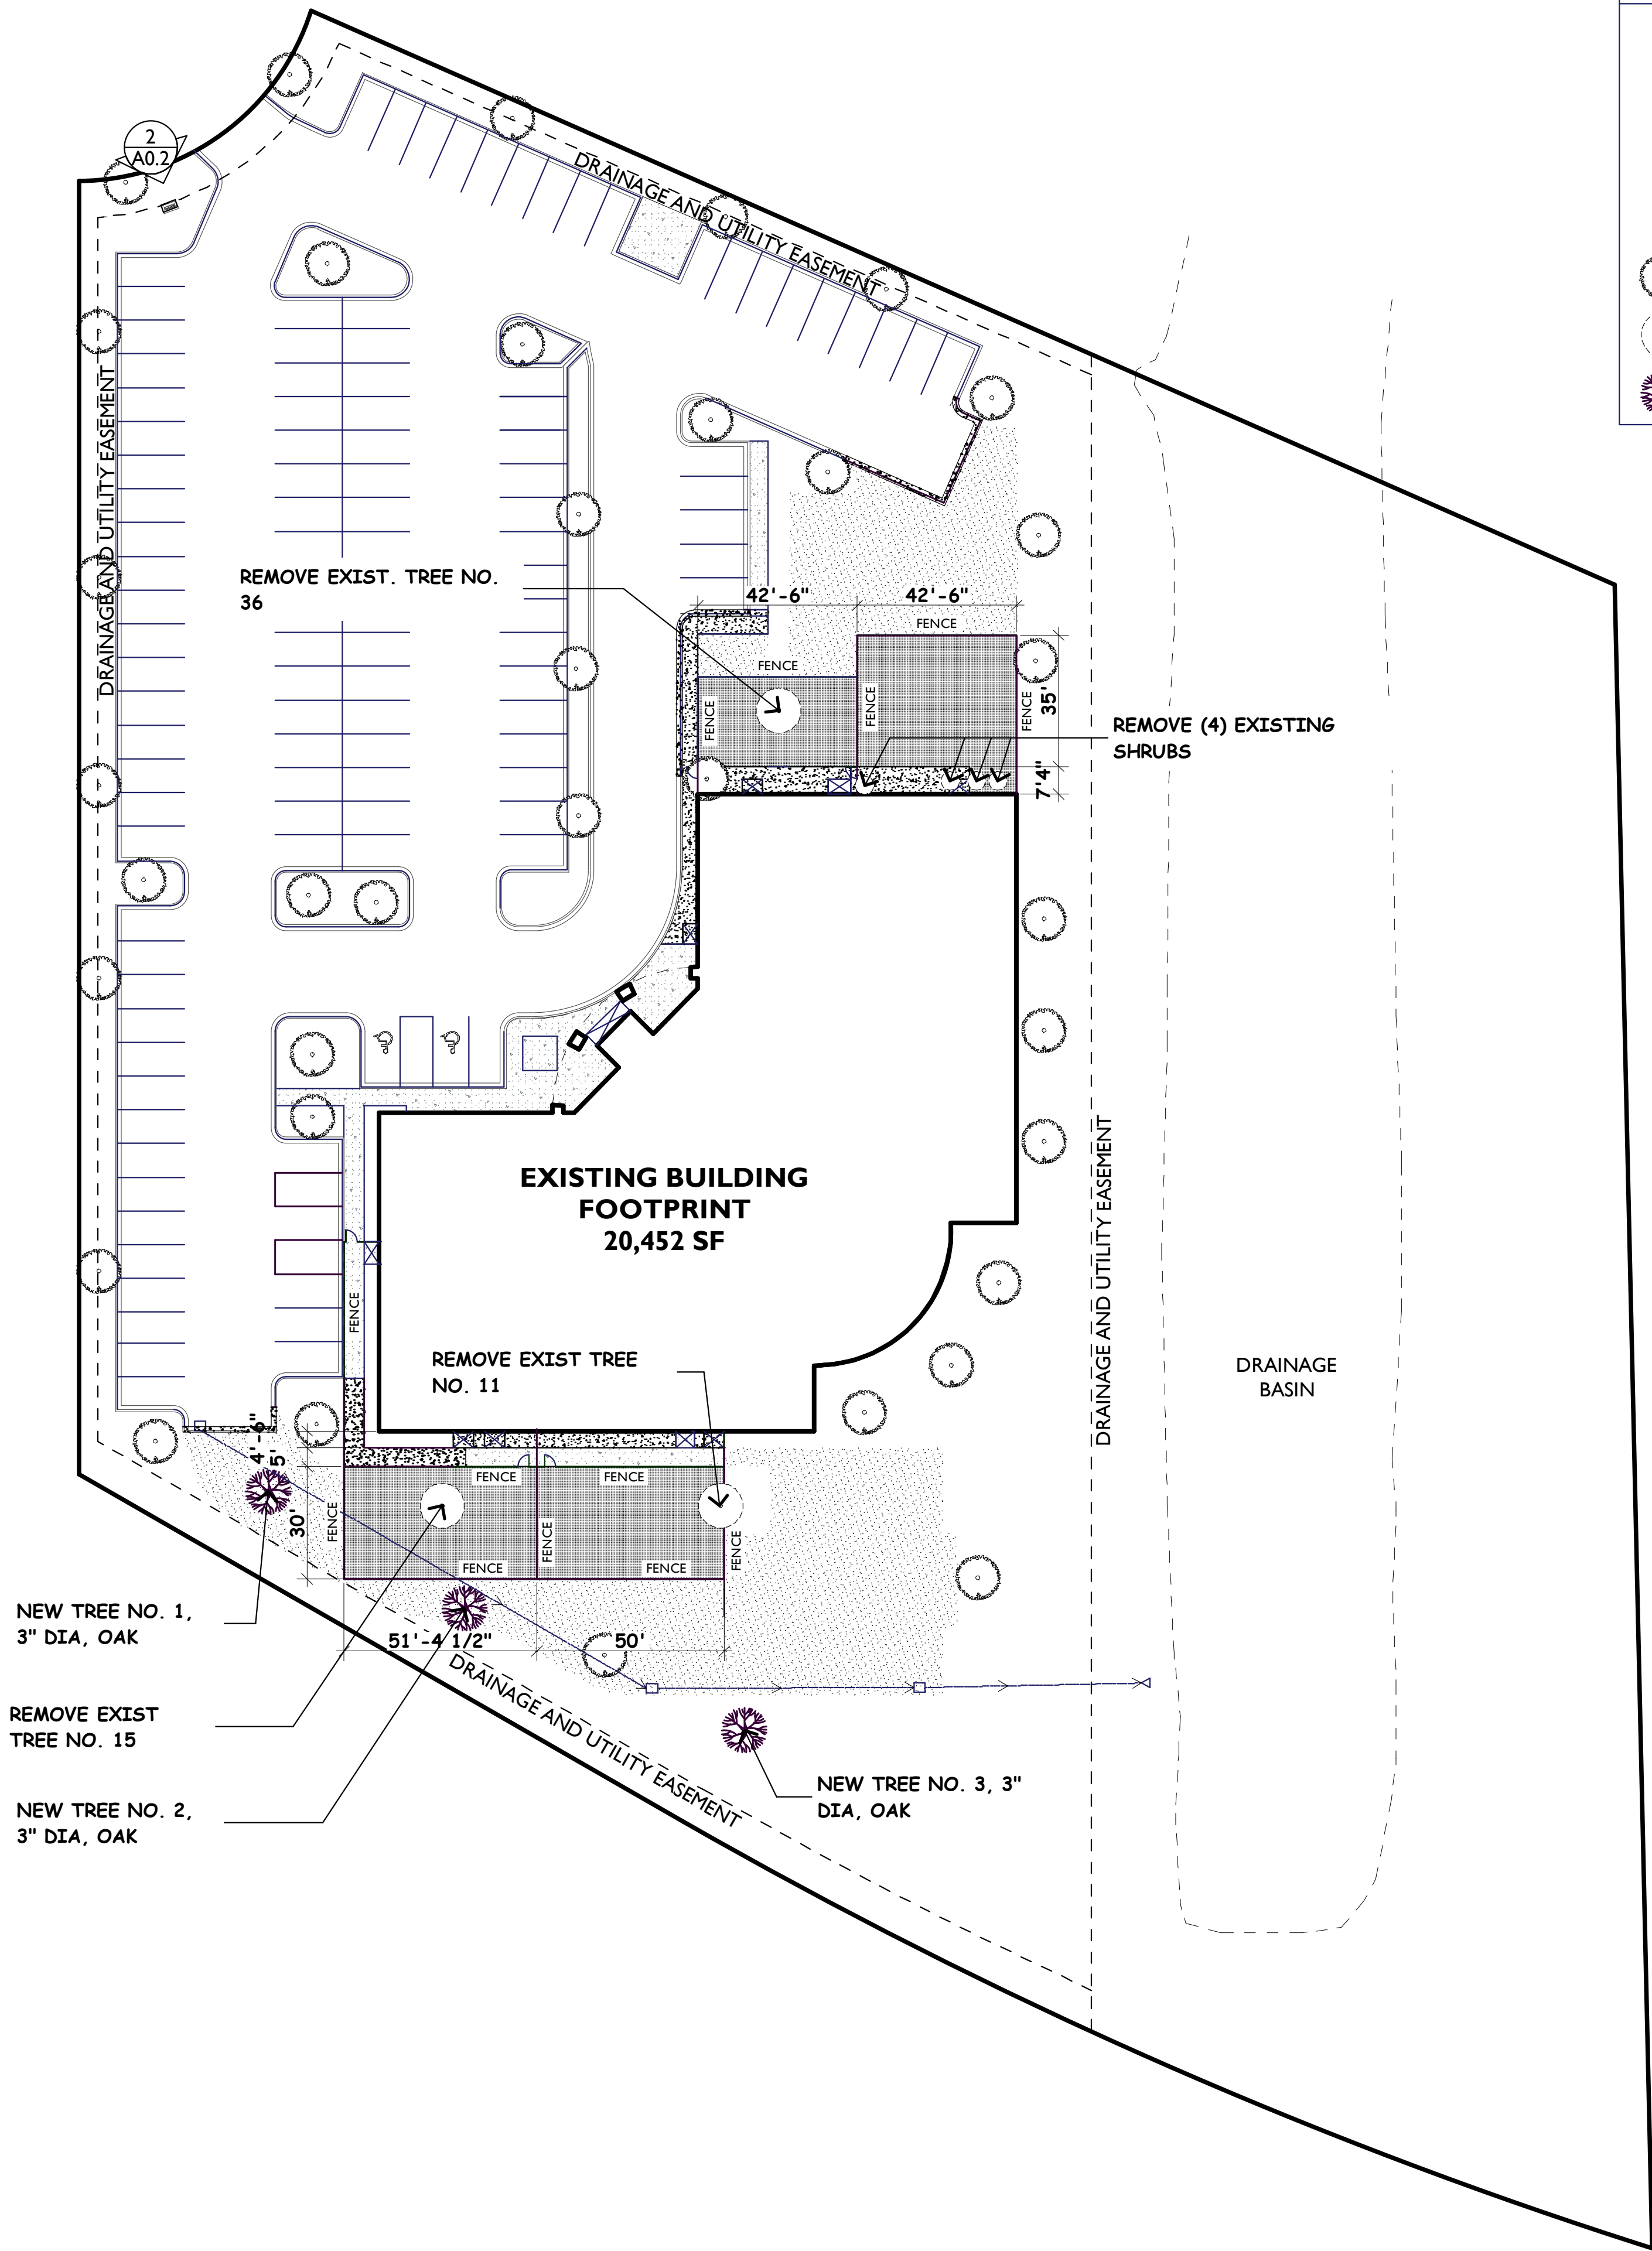 2
A0.2
DRAINAGE AND UTILITY EASEMENT
DRAINAGE AND UTILITY EASEMENT
REMOVE EXIST. TREE NO.
36
42'-6"
42'-6"
FENCE
FENCE
FENCE
FENCE
FENCE
35'
7'4"
REMOVE (4) EXISTING
SHRUBS
EXISTING BUILDING
FOOTPRINT
20,452 SF
DRAINAGE AND UTILITY EASEMENT
FENCE
REMOVE EXIST TREE
NO. 11
DRAINAGE
BASIN
4'-6"
5'
30'
FENCE
FENCE
FENCE
FENCE
FENCE
FENCE
FENCE
NEW TREE NO. 1,
3" DIA, OAK
51'-4 1/2"
50'
DRAINAGE AND UTILITY EASEMENT
REMOVE EXIST
TREE NO. 15
NEW TREE NO. 3, 3"
DIA, OAK
NEW TREE NO. 2,
3" DIA, OAK